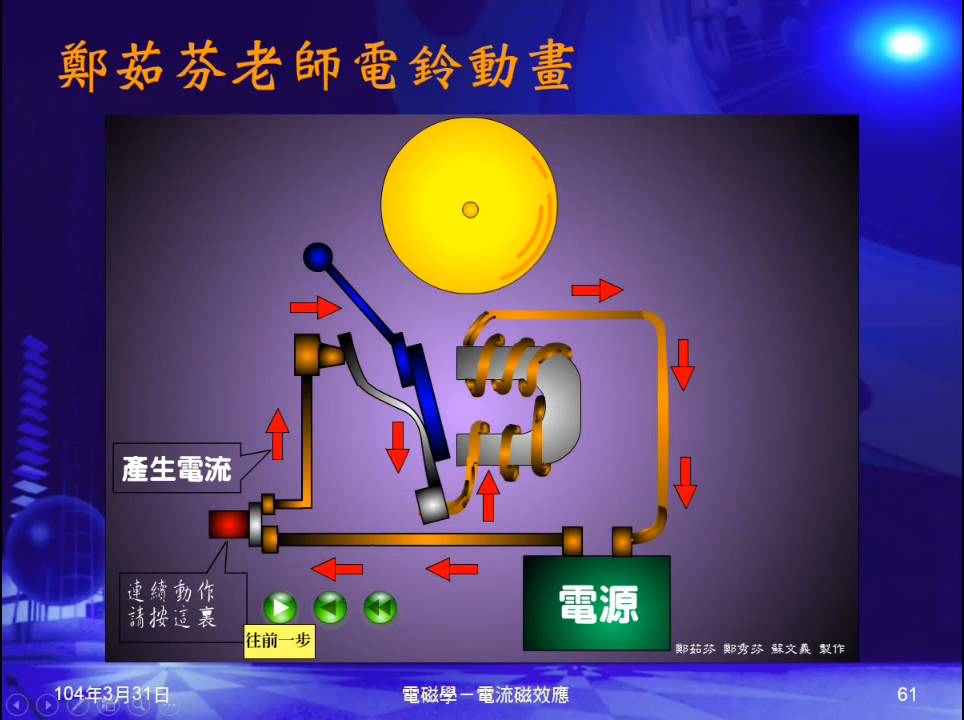 鄭茹芬老師電鈴動畫
產生電流
連續動作
請按這裏
往前一步
電源
鄭茹芬 鄭秀芬 蘇文義 製作
104年3月31日
電磁學－電流磁效應
61